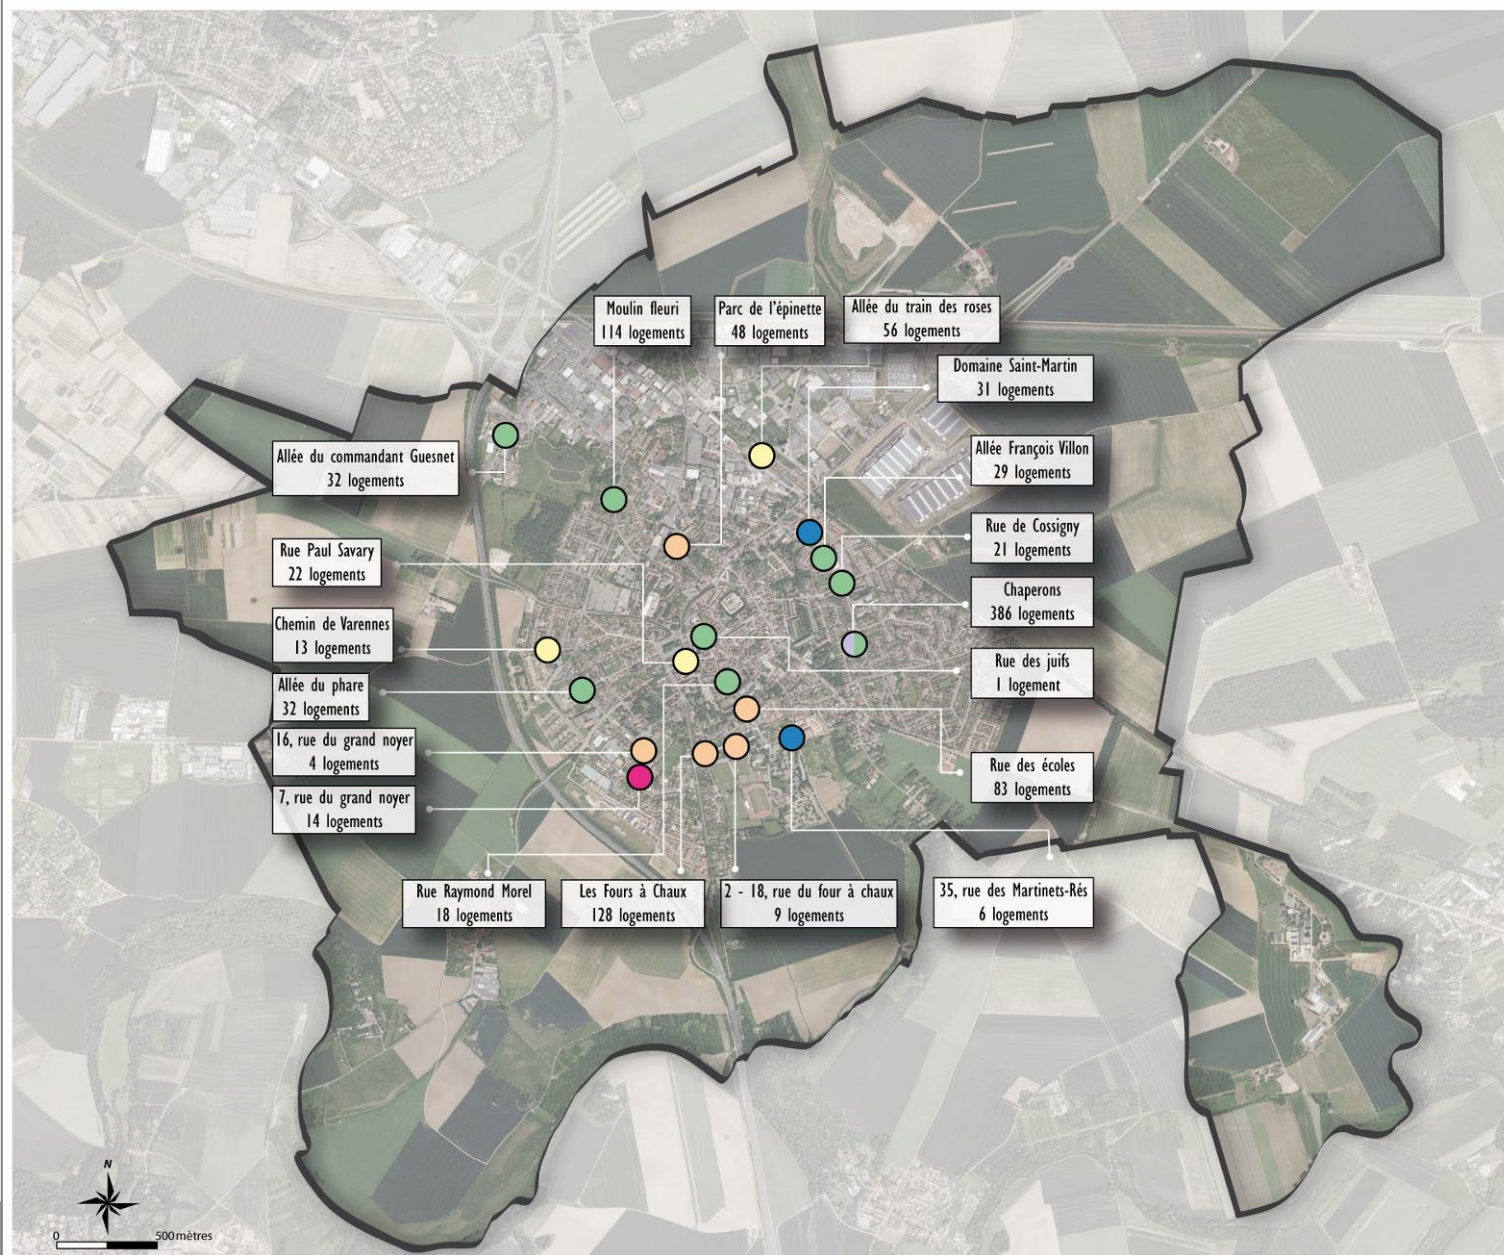 Moulin fleuri
114 logements
Parc de l'épinette
48 logements
Allée du train des roses
56 logements
Domaine Saint-Martin
31 logements
Allée du commandant Guesnet
32 logements
Allée François Villon
29 logements
Rue de Cossigny
21 logements
Rue Paul Savary
22 logements
Chaperons
386 logements
Chemin de Varennes
13 logements
Rue des juifs
1 logement
Allée du phare
32 logements
16, rue du grand noyer
4 logements
Rue des écoles
83 logements
7, rue du grand noyer
14 logements
Rue Raymond Morel
18 logements
Les Fours à Chaux
128 logements
2 - 18, rue du four à chaux
9 logements
35, rue des Martinets-Rés
6 logements
N
0 500 mètres